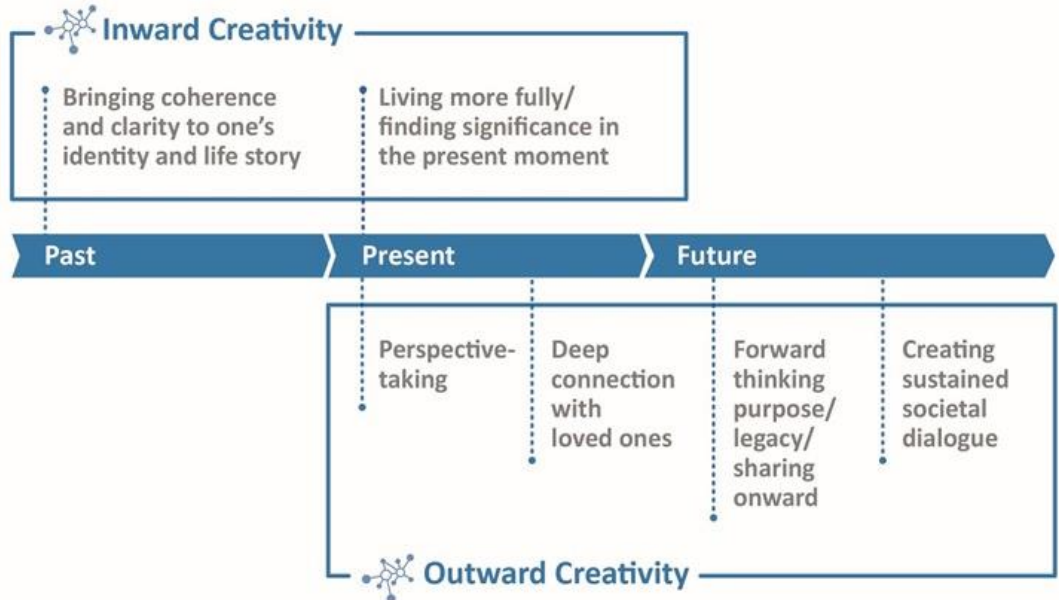 Inward Creativity
Bringing coherence
and clarity to one's
identity and life story
Living more fully/
finding significance in
the present moment
Past
Present
Future
Perspective-
taking
Deep
connection
with
loved ones
Forward
thinking
purpose/
legacy/
sharing
onward
Creating
sustained
societal
dialogue
Outward Creativity